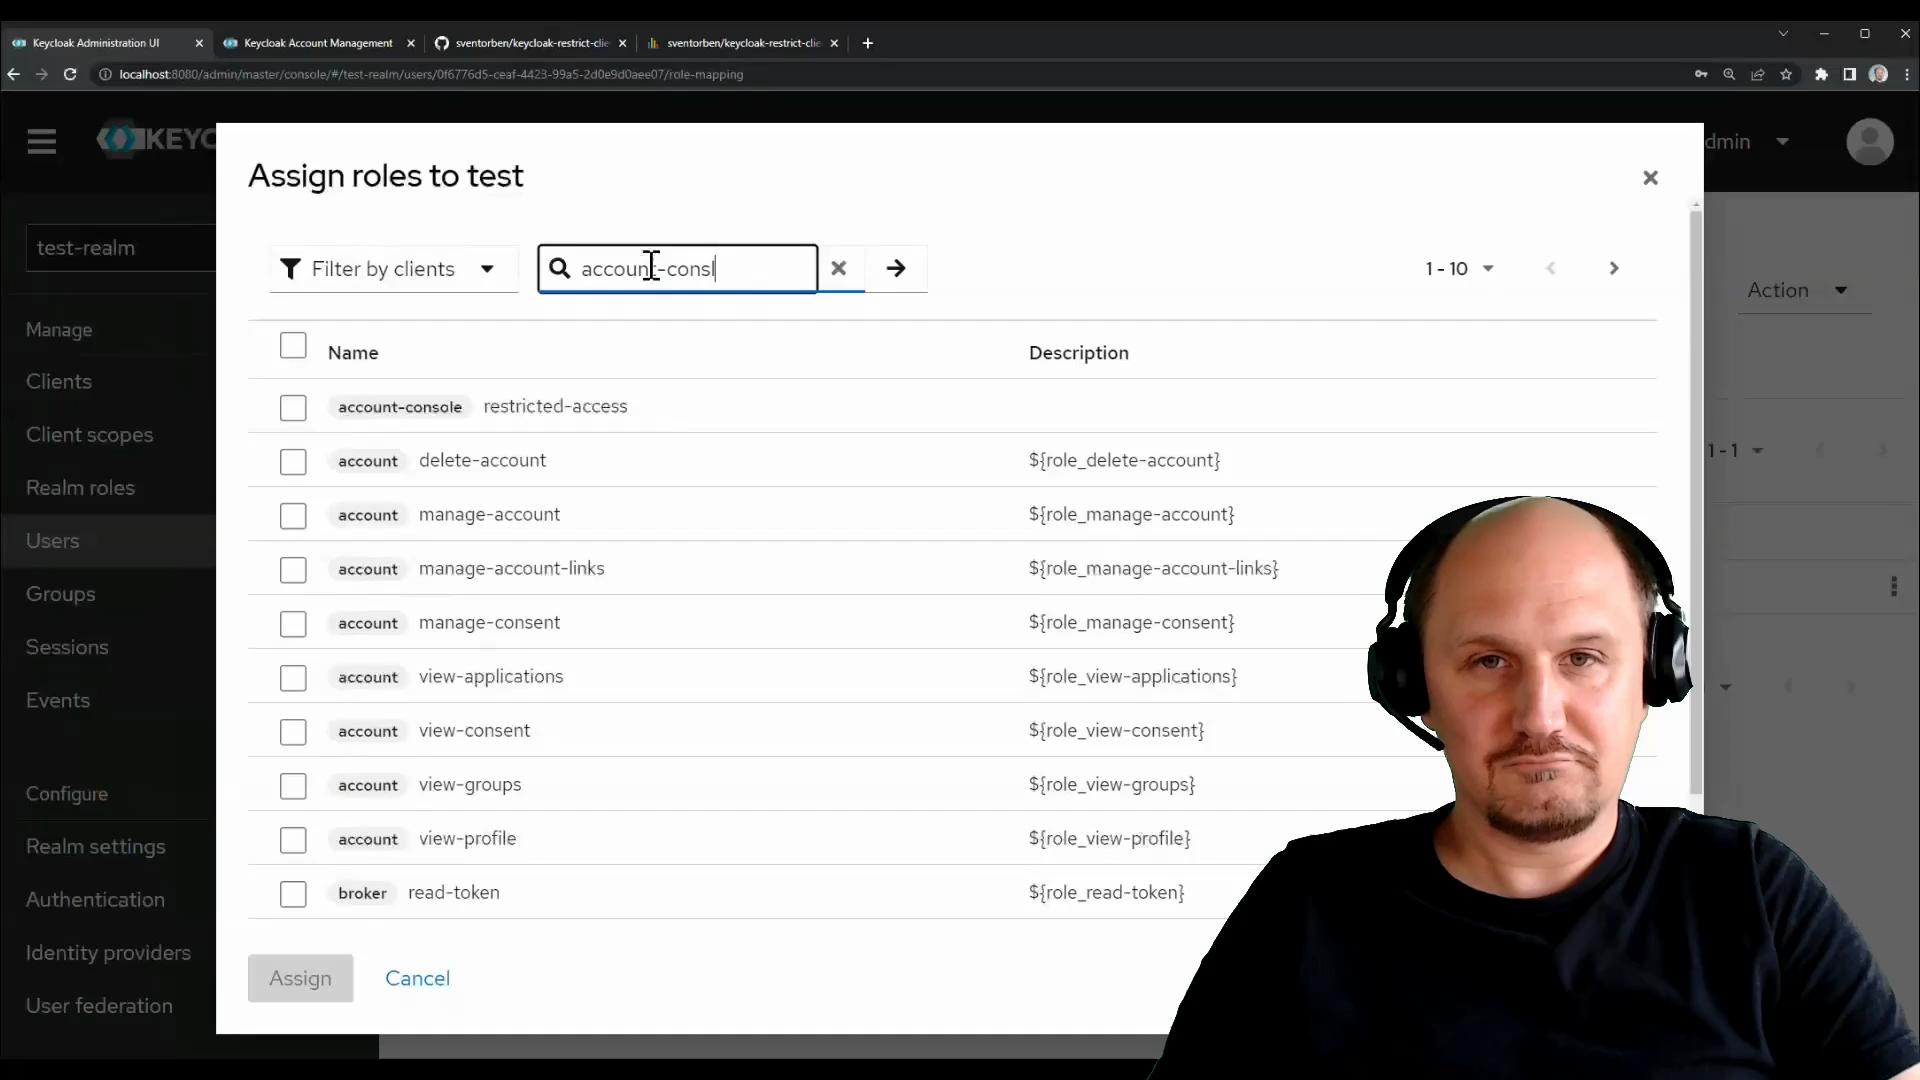 Keycloak Administration UI
Keycloak Account Management
sventorben/keycloak-restrict-clie
sventorben/keycloak-restrict-clie
localhost:8080/admin/master/console/#/test-realm/users/0f6776d5-ceaf-4423-99a5-2d0e9d0aee07/role-mapping
KEYC
dmin
test-realm
Manage
Clients
Client scopes
Realm roles
Users
Groups
Sessions
Events
Configure
Realm settings
Authentication
Identity providers
User federation
Action
1 - 1
Assign roles to test
Filter by clients
account-consl
1 - 10
Name Description
account-console restricted-access
account delete-account ${role_delete-account}
account manage-account ${role_manage-account}
account manage-account-links ${role_manage-account-links}
account manage-consent ${role_manage-consent}
account view-applications ${role_view-applications}
account view-consent ${role_view-consent}
account view-groups ${role_view-groups}
account view-profile ${role_view-profile}
broker read-token ${role_read-token}
Assign Cancel